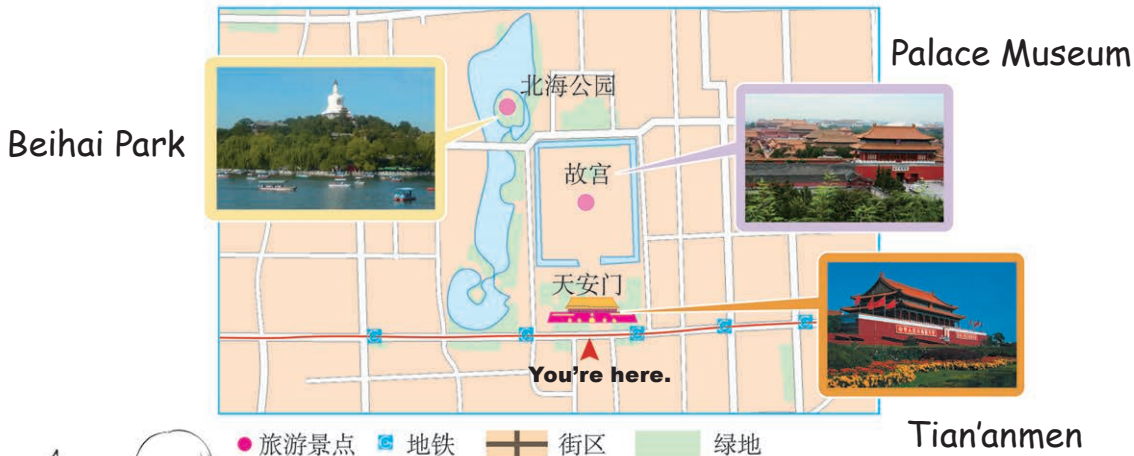 Palace Museum
北海公园
Beihai Park
故宫
天安门
You're here.
旅游景点
地铁
街区
绿地
Tian'anmen